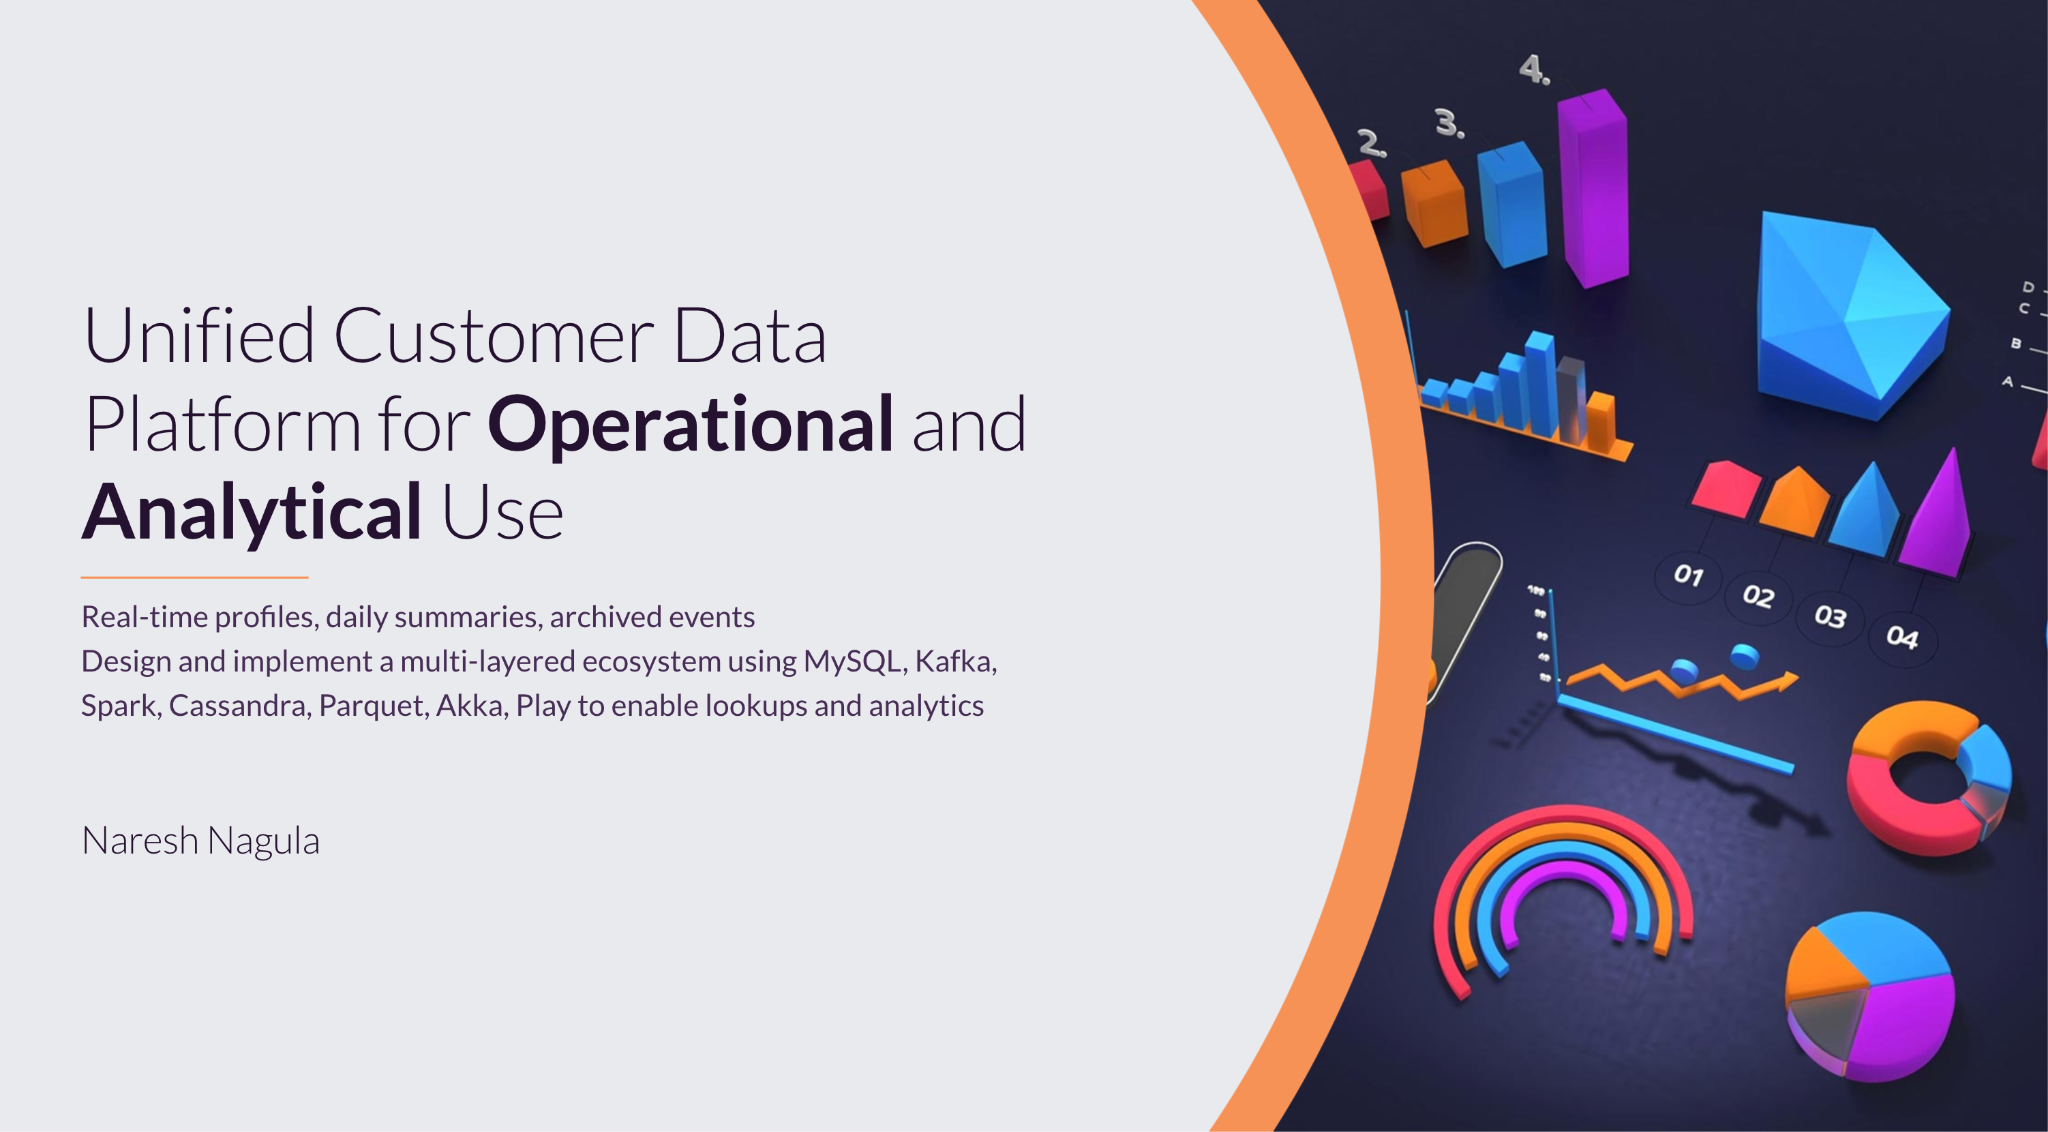 Unified Customer Data
Platform for Operational and
Analytical Use
Real-time profiles, daily summaries, archived events
Design and implement a multi-layered ecosystem using MySQL, Kafka,
Spark, Cassandra, Parquet, Akka, Play to enable lookups and analytics
Naresh Nagula
4.
3.
2.
D
C
B
A
01
02
03
04